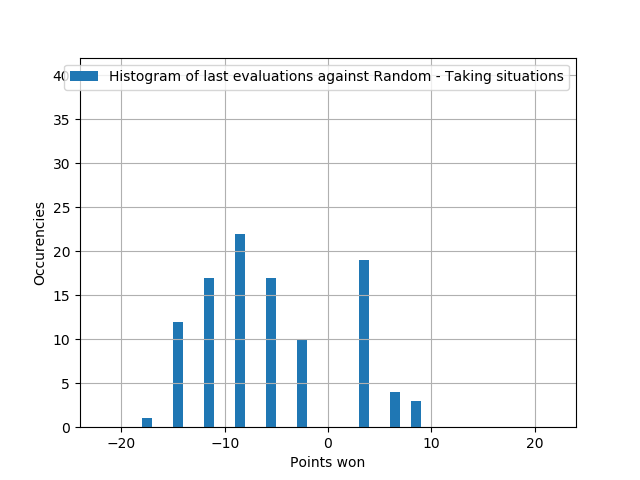 Histogram of last evaluations against Random - Taking situations
40
35
30
25
20
15
10
5
0
Occurencies
−20 −10 0 10 20
Points won